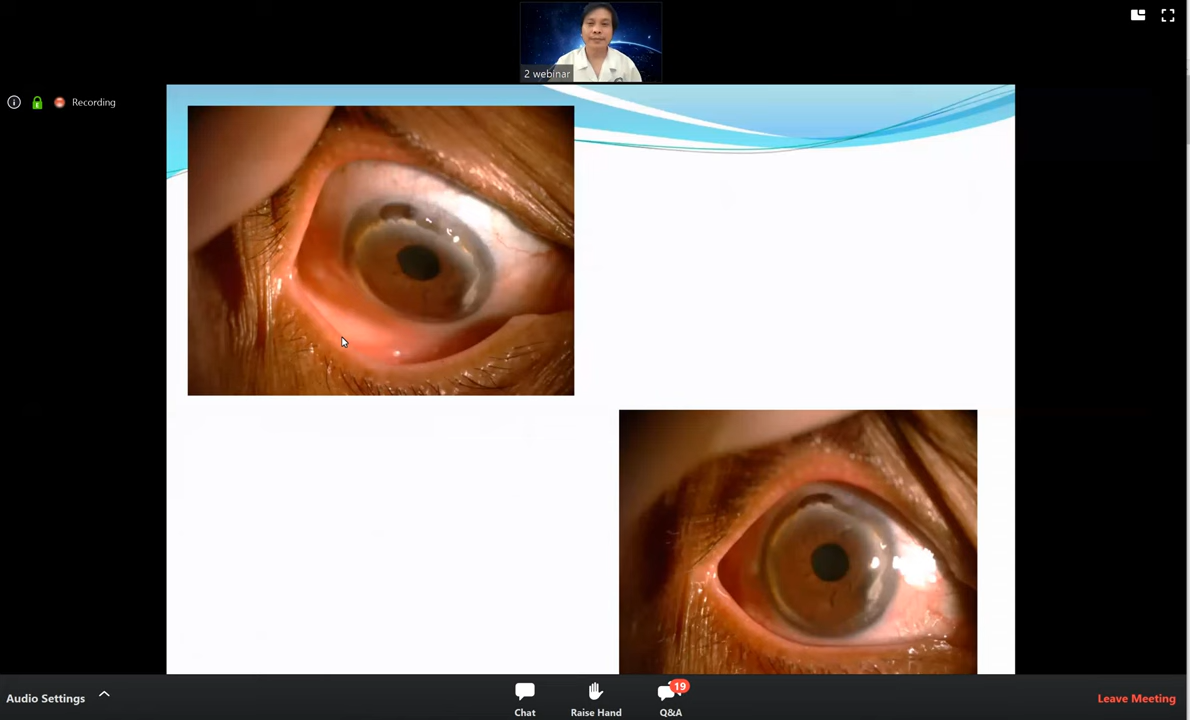 2 webinar
Recording
Audio Settings
Chat
Raise Hand
19
Q&A
Leave Meeting